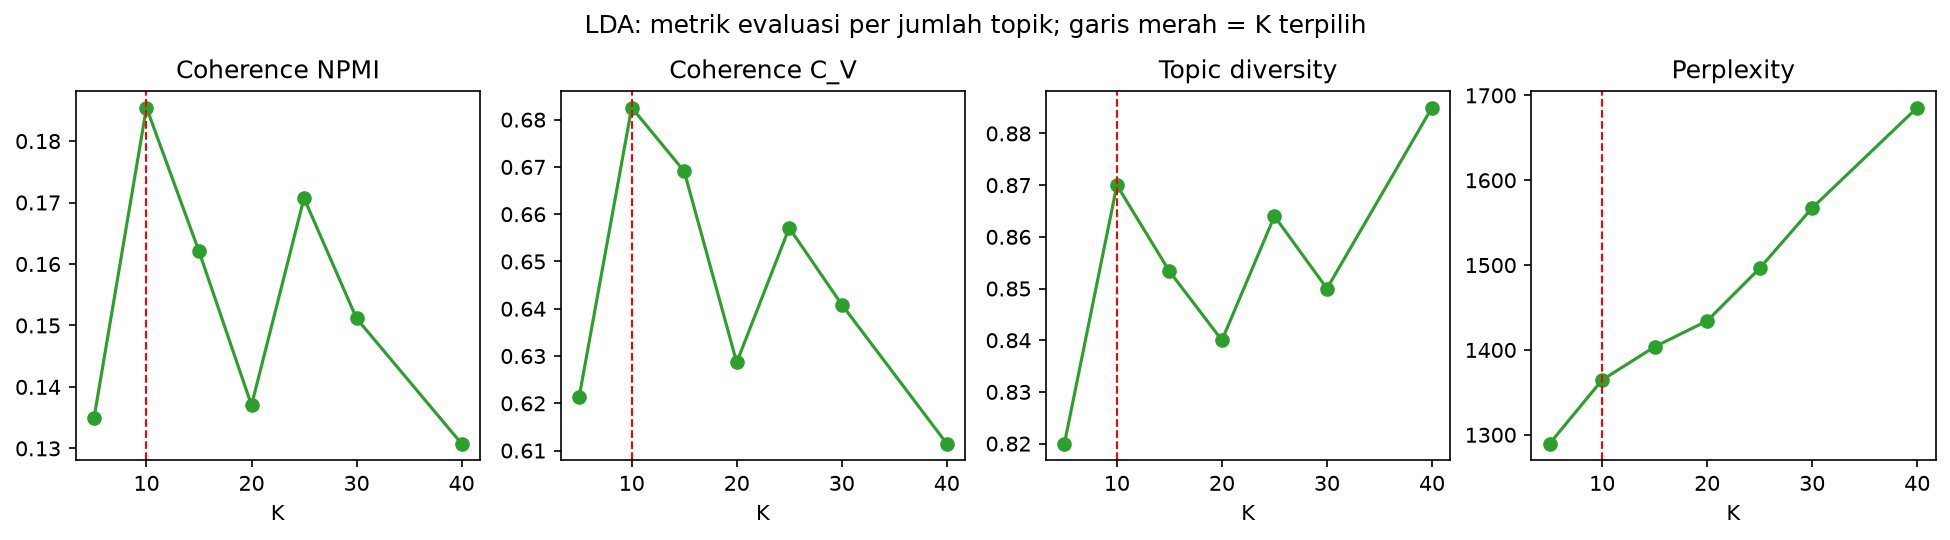 LDA: metrik evaluasi per jumlah topik; garis merah = K terpilih
Coherence NPMI
0.18
0.17
0.16
0.15
0.14
0.13
10 20 30 40
K
Coherence C_V
0.68
0.67
0.66
0.65
0.64
0.63
0.62
0.61
10 20 30 40
K
Topic diversity
0.88
0.87
0.86
0.85
0.84
0.83
0.82
10 20 30 40
K
Perplexity
1700
1600
1500
1400
1300
10 20 30 40
K